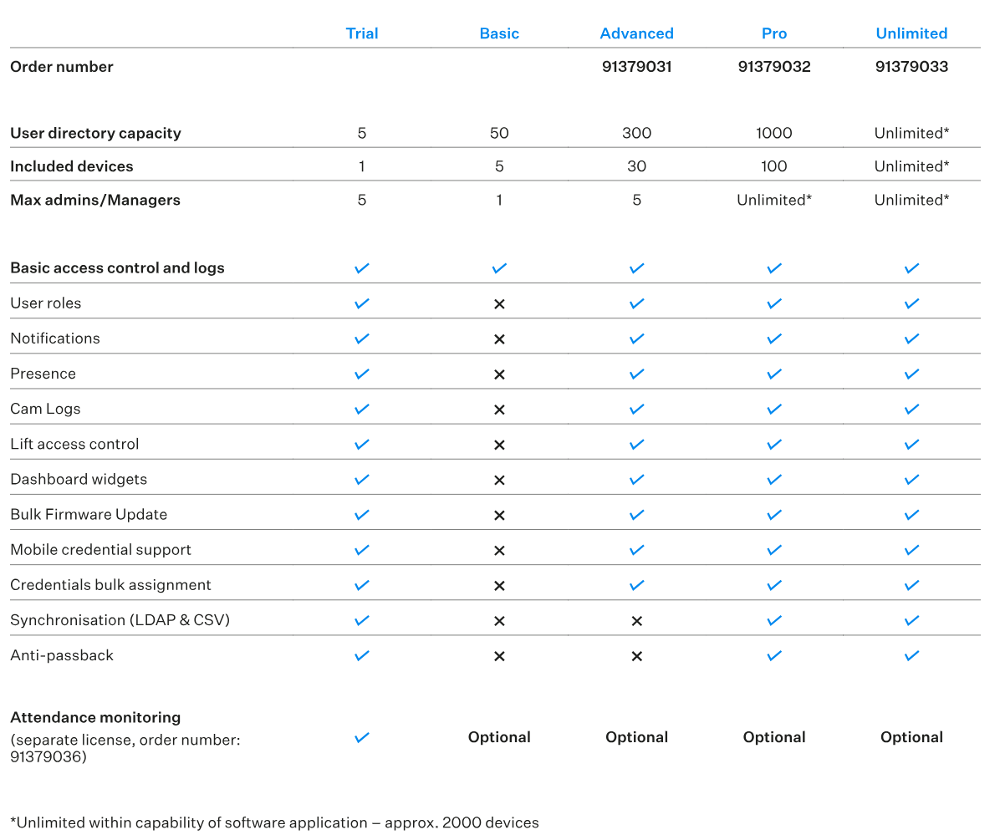 Trial Basic Advanced Pro Unlimited
Order number 91379031 91379032 91379033
User directory capacity 5 50 300 1000 Unlimited*
Included devices 1 5 30 100 Unlimited*
Max admins/Managers 5 1 5 Unlimited* Unlimited*
Basic access control and logs ✓ ✓ ✓ ✓ ✓
User roles ✓ ✕ ✓ ✓ ✓
Notifications ✓ ✕ ✓ ✓ ✓
Presence ✓ ✕ ✓ ✓ ✓
Cam Logs ✓ ✕ ✓ ✓ ✓
Lift access control ✓ ✕ ✓ ✓ ✓
Dashboard widgets ✓ ✕ ✓ ✓ ✓
Bulk Firmware Update ✓ ✕ ✓ ✓ ✓
Mobile credential support ✓ ✕ ✓ ✓ ✓
Credentials bulk assignment ✓ ✕ ✓ ✓ ✓
Synchronisation (LDAP & CSV) ✓ ✕ ✕ ✓ ✓
Anti-passback ✓ ✕ ✕ ✓ ✓
Attendance monitoring
(separate license, order number: ✓ Optional Optional Optional Optional
91379036)
*Unlimited within capability of software application – approx. 2000 devices